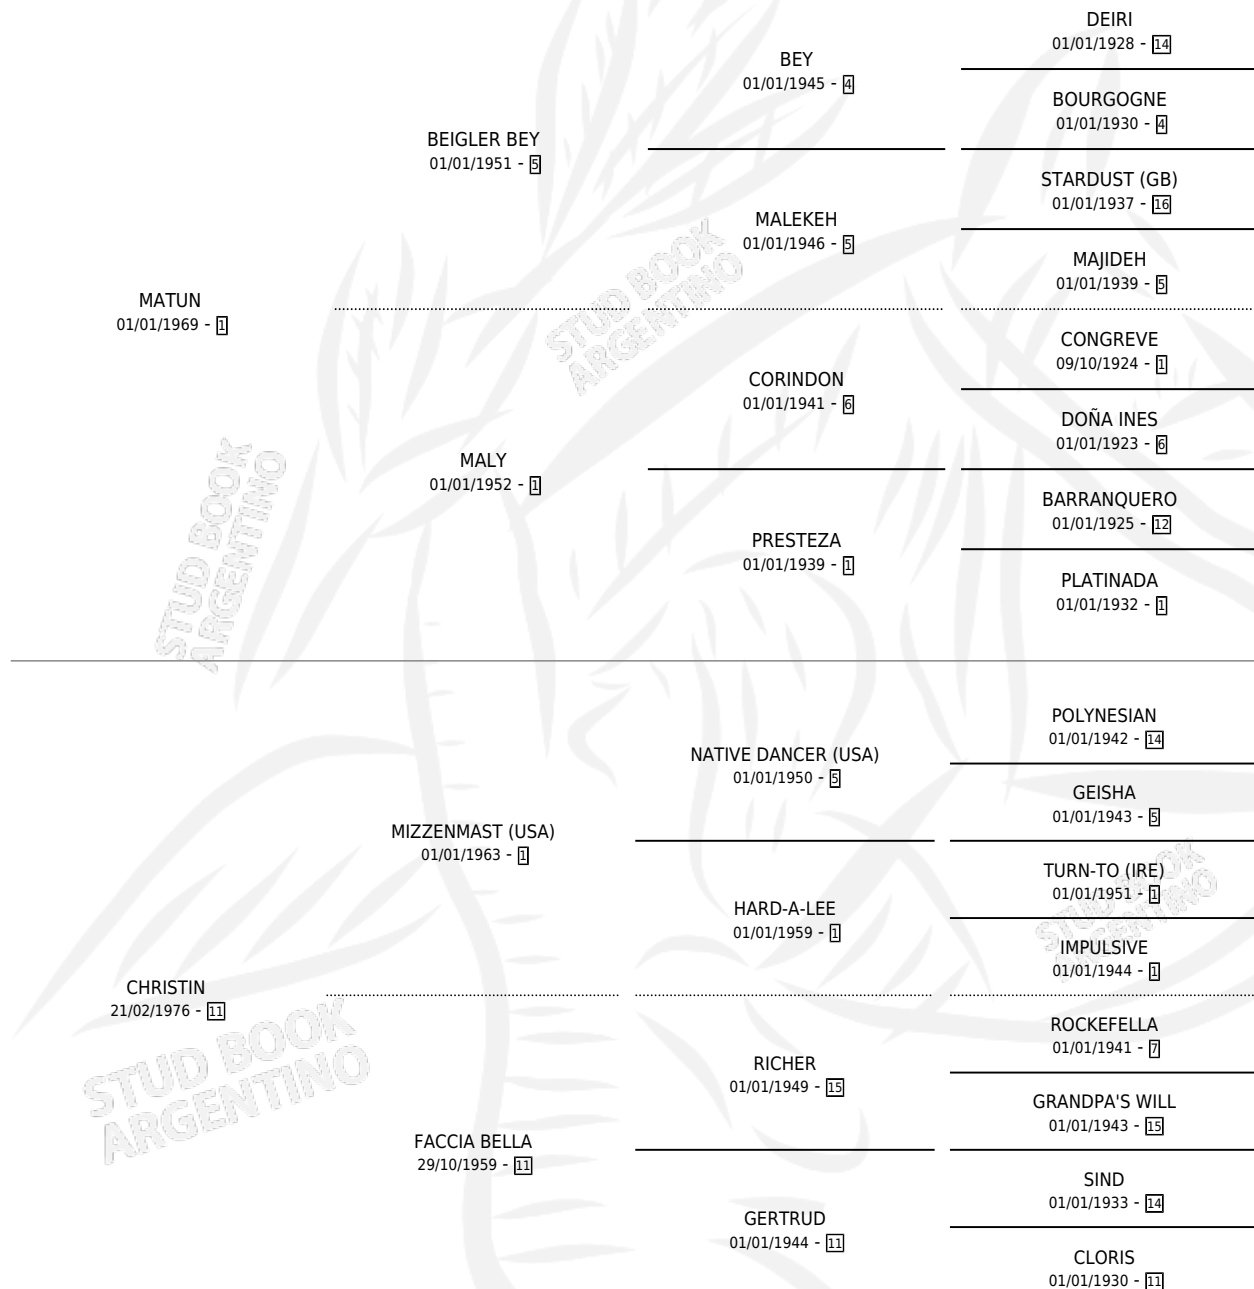 DEIRI
01/01/1928 - 14
BEY
01/01/1945 - 4
BOURGOGNE
01/01/1930 - 4
BEIGLER BEY
01/01/1951 - 5
STARDUST (GB)
01/01/1937 - 16
MALEKEH
01/01/1946 - 5
MAJIDEH
01/01/1939 - 5
MATUN
01/01/1969 - 1
CONGREVE
09/10/1924 - 1
CORINDON
01/01/1941 - 6
DOÑA INES
01/01/1923 - 6
MALY
01/01/1952 - 1
BARRANQUERO
01/01/1925 - 12
PRESTEZA
01/01/1939 - 1
PLATINADA
01/01/1932 - 1
POLYNESIAN
01/01/1942 - 14
NATIVE DANCER (USA)
01/01/1950 - 5
GEISHA
01/01/1943 - 5
MIZZENMAST (USA)
01/01/1963 - 1
TURN-TO (IRE)
01/01/1951 - 1
HARD-A-LEE
01/01/1959 - 1
IMPULSIVE
01/01/1944 - 1
CHRISTIN
21/02/1976 - 11
ROCKEFELLA
01/01/1941 - 7
RICHER
01/01/1949 - 15
GRANDPA'S WILL
01/01/1943 - 15
FACCIA BELLA
29/10/1959 - 11
SIND
01/01/1933 - 14
GERTRUD
01/01/1944 - 11
CLORIS
01/01/1930 - 11
STUD BOOK
ARGENTINO
STUD BOOK
ARGENTINO
STUD BOOK
ARGENTINO
STUD BOOK
ARGENTINO